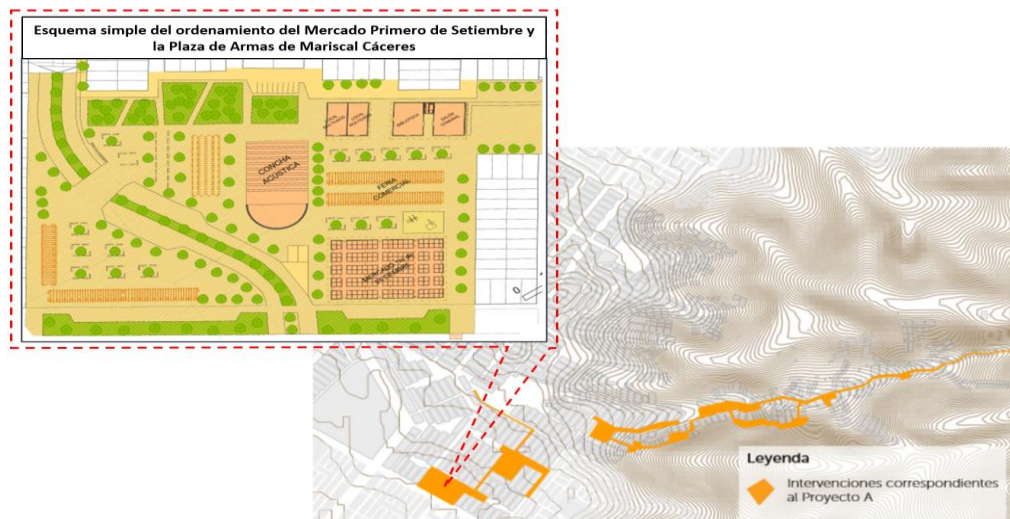 Esquema simple del ordenamiento del Mercado Primero de Setiembre y
la Plaza de Armas de Mariscal Cáceres
CONCHA
ACÚSTICA
FERIA
COMERCIAL
Leyenda
Intervenciones correspondientes
al Proyecto A